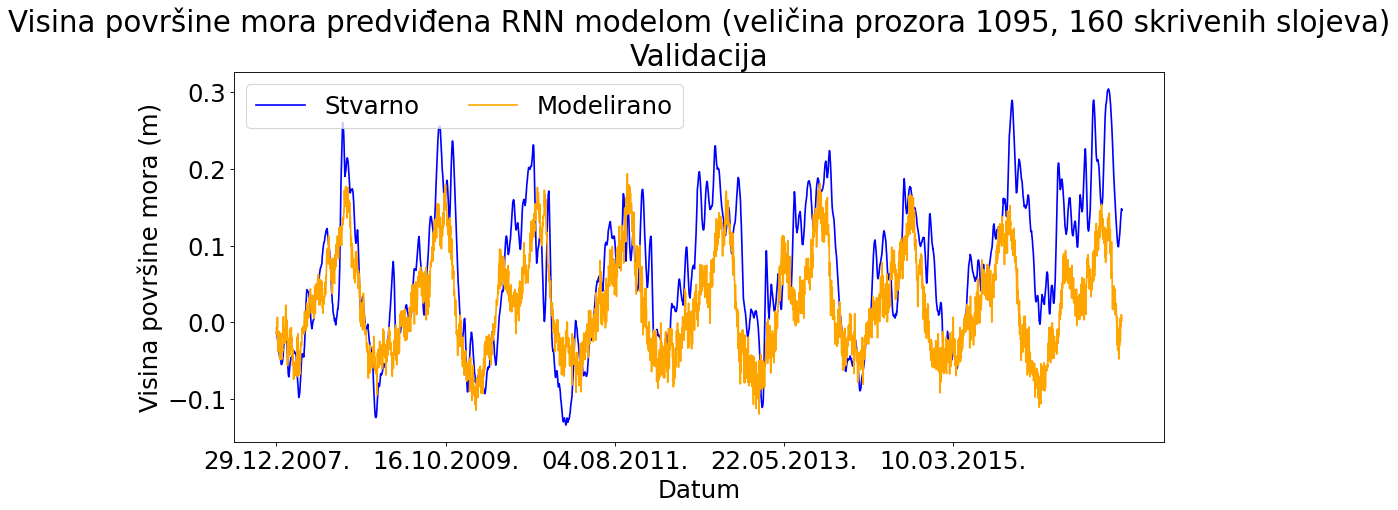 Visina površine mora predviđena RNN modelom (veličina prozora 1095, 160 skrivenih slojeva)
Validacija
Stvarno
Modelirano
Visina površine mora (m)
0.3
0.2
0.1
0.0
−0.1
29.12.2007.
16.10.2009.
04.08.2011.
22.05.2013.
10.03.2015.
Datum